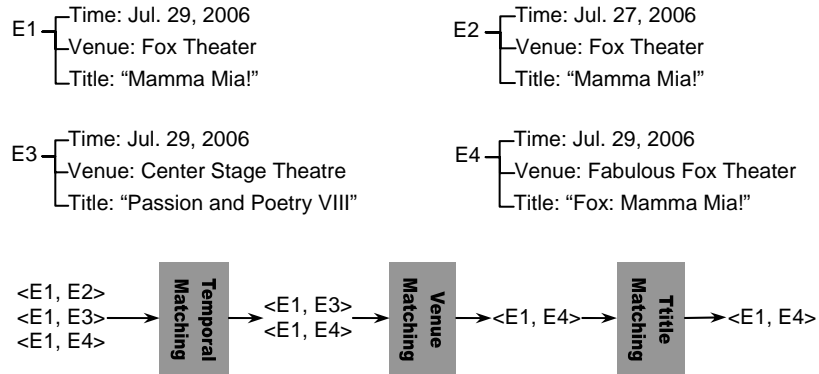 E1
Time: Jul. 29, 2006
Venue: Fox Theater
Title: “Mamma Mia!”
E2
Time: Jul. 27, 2006
Venue: Fox Theater
Title: “Mamma Mia!”
E3
Time: Jul. 29, 2006
Venue: Center Stage Theatre
Title: “Passion and Poetry VIII”
E4
Time: Jul. 29, 2006
Venue: Fabulous Fox Theater
Title: “Fox: Mamma Mia!”
<E1, E2>
<E1, E3>
<E1, E4>
Temporal
Matching
<E1, E3>
<E1, E4>
Venue
Matching
<E1, E4>
Ttitle
Matching
<E1, E4>